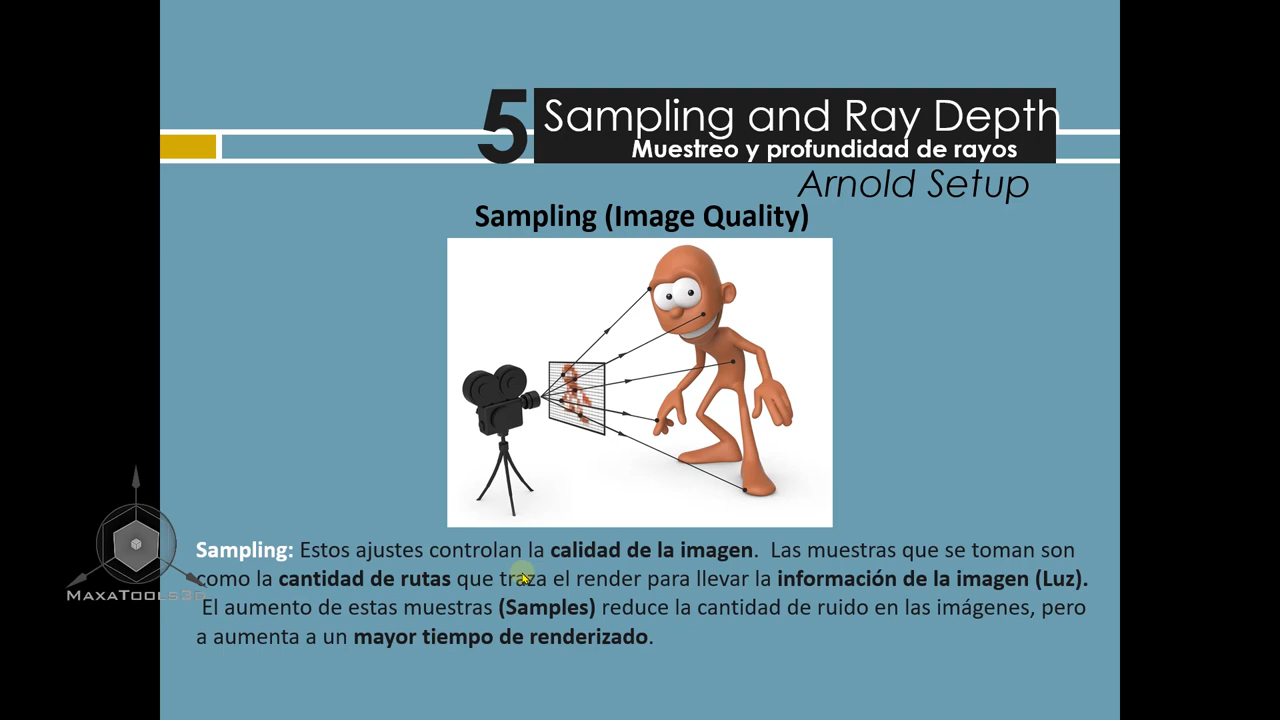 5 Sampling and Ray Depth
Muestreo y profundidad de rayos
Arnold Setup
Sampling (Image Quality)
Sampling: Estos ajustes controlan la calidad de la imagen. Las muestras que se toman son
como la cantidad de rutas que traza el render para llevar la información de la imagen (Luz).
El aumento de estas muestras (Samples) reduce la cantidad de ruido en las imágenes, pero
a aumenta a un mayor tiempo de renderizado.
MAXATOOLS3D